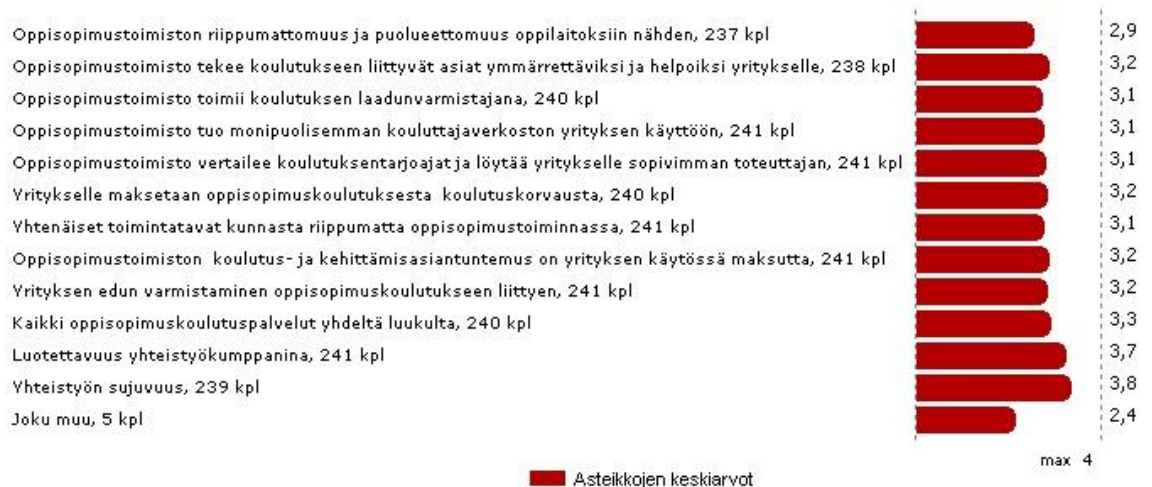 Oppisopimustoimiston riippumattomuus ja puolueettomuus oppilaitoksiin nähden, 237 kpl 2,9
Oppisopimustoimisto tekee koulutukseen liittyvät asiat ymmärrettäviksi ja helpoiksi yritykselle, 238 kpl 3,2
Oppisopimustoimisto toimii koulutuksen laadunvarmistajana, 240 kpl 3,1
Oppisopimustoimisto tuo monipuolisemman kouluttajaverkoston yrityksen käyttöön, 241 kpl 3,1
Oppisopimustoimisto vertailee koulutuksentarjoajat ja löytää yritykselle sopivimman toteuttajan, 241 kpl 3,1
Yritykselle maksetaan oppisopimuskoulutuksesta koulutuskorvausta, 240 kpl 3,2
Yhtenäiset toimintatavat kunnasta riippumatta oppisopimustoiminnassa, 241 kpl 3,1
Oppisopimustoimiston koulutus- ja kehittämisasiantuntemus on yrityksen käytössä maksutta, 241 kpl 3,2
Yrityksen edun varmistaminen oppisopimuskoulutukseen liittyen, 241 kpl 3,2
Kaikki oppisopimuskoulutuspalvelut yhdeltä luukulta, 240 kpl 3,3
Luotettavuus yhteistyökumppanina, 241 kpl 3,7
Yhteistyön sujuvuus, 239 kpl 3,8
Joku muu, 5 kpl 2,4
max 4
Asteikkojen keskiarvot